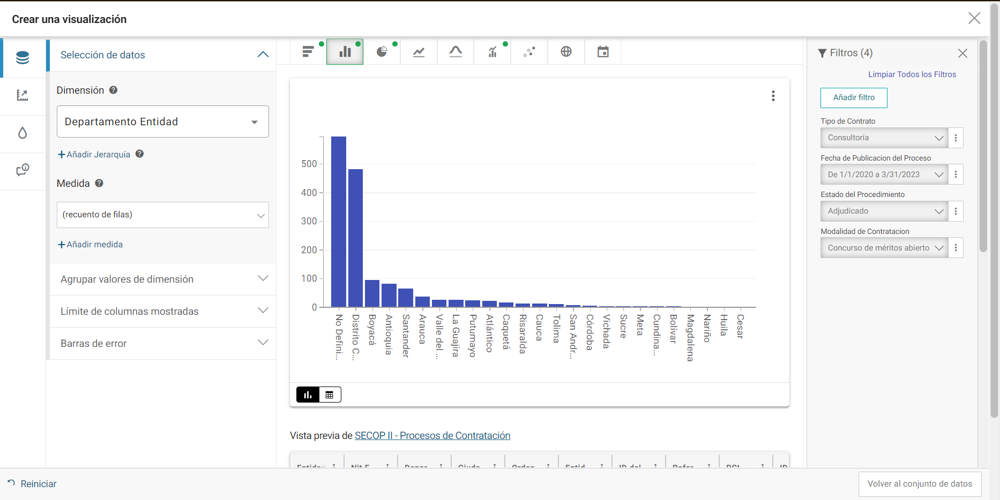 Crear una visualización
Selección de datos
Dimensión
Departamento Entidad
Añadir Jerarquía
Medida
(recuento de filas)
Añadir medida
Agrupar valores de dimensión
Límite de columnas mostradas
Barras de error
500
400
300
200
100
0
No Defini...
Distrito C...
Boyacá
Antioquia
Santander
Arauca
Valle del ...
La Guajira
Putumayo
Atlántico
Caquetá
Risaralda
Cauca
Tolima
San Andr...
Córdoba
Vichada
Sucre
Meta
Cundina...
Bolívar
Magdalena
Nariño
Huila
Cesar
Vista previa de SECOP II - Procesos de Contratación
Filtros (4)
Limpiar Todos los Filtros
Añadir filtro
Tipo de Contrato
Consultoría
Fecha de Publicacion del Proceso
De 1/1/2020 a 3/31/2023
Estado del Procedimiento
Adjudicado
Modalidad de Contratacion
Concurso de méritos abierto
Reiniciar
Volver al conjunto de datos